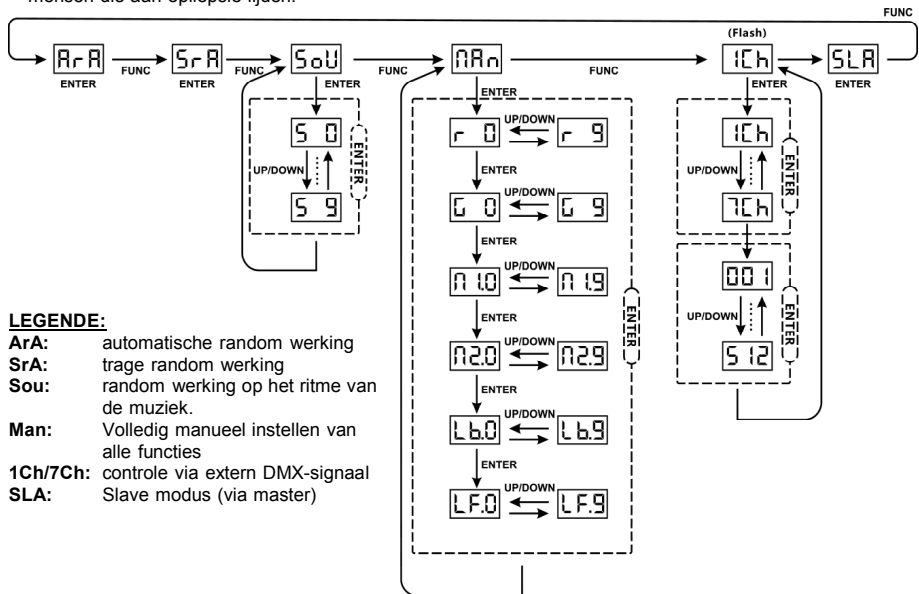 mensen die aan epilepsie lijden.
FUNC
(Flash)
ArA SrA SoU MAn 1Ch SLA
ENTER FUNC ENTER FUNC ENTER FUNC ENTER FUNC ENTER ENTER
S 0
UP/DOWN
S 9
ENTER
r 0 UP/DOWN r 9
ENTER
G 0 UP/DOWN G 9
ENTER
M 1.0 UP/DOWN M 1.9
ENTER
M2.0 UP/DOWN M2.9
ENTER
Lb.0 UP/DOWN Lb.9
ENTER
LF.0 UP/DOWN LF.9
ENTER
1Ch
UP/DOWN
7Ch
ENTER
001
UP/DOWN
512
ENTER
LEGENDE:
ArA: automatische random werking
SrA: trage random werking
Sou: random werking op het ritme van
de muziek.
Man: Volledig manueel instellen van
alle functies
1Ch/7Ch: controle via extern DMX-signaal
SLA: Slave modus (via master)